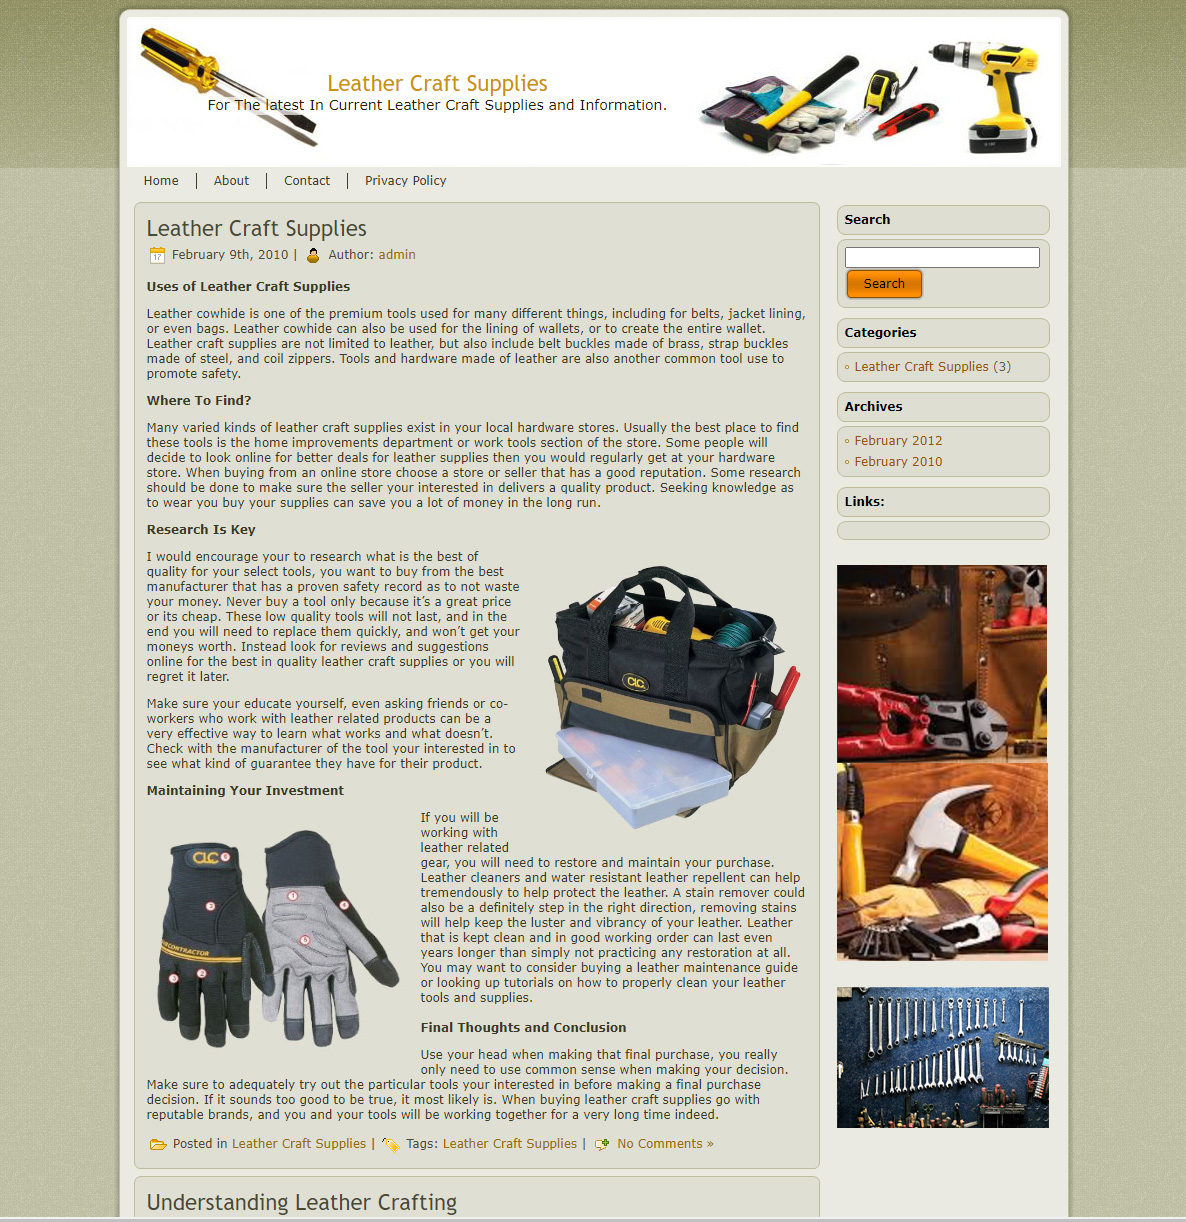 Leather Craft Supplies
For The latest In Current Leather Craft Supplies and Information.
Home
About
Contact
Privacy Policy
Leather Craft Supplies
February 9th, 2010 | Author: admin
Uses of Leather Craft Supplies
Leather cowhide is one of the premium tools used for many different things, including for belts, jacket lining,
or even bags. Leather cowhide can also be used for the lining of wallets, or to create the entire wallet.
Leather craft supplies are not limited to leather, but also include belt buckles made of brass, strap buckles
made of steel, and coil zippers. Tools and hardware made of leather are also another common tool use to
promote safety.
Where To Find?
Many varied kinds of leather craft supplies exist in your local hardware stores. Usually the best place to find
these tools is the home improvements department or work tools section of the store. Some people will
decide to look online for better deals for leather supplies then you would regularly get at your hardware
store. When buying from an online store choose a store or seller that has a good reputation. Some research
should be done to make sure the seller your interested in delivers a quality product. Seeking knowledge as
to wear you buy your supplies can save you a lot of money in the long run.
Research Is Key
I would encourage your to research what is the best of
quality for your select tools, you want to buy from the best
manufacturer that has a proven safety record as to not waste
your money. Never buy a tool only because it’s a great price
or its cheap. These low quality tools will not last, and in the
end you will need to replace them quickly, and won’t get your
moneys worth. Instead look for reviews and suggestions
online for the best in quality leather craft supplies or you will
regret it later.
CLC
Make sure your educate yourself, even asking friends or co-
workers who work with leather related products can be a
very effective way to learn what works and what doesn’t.
Check with the manufacturer of the tool your interested in to
see what kind of guarantee they have for their product.
Maintaining Your Investment
CLC
CONTRACTOR
If you will be
working with
leather related
gear, you will need to restore and maintain your purchase.
Leather cleaners and water resistant leather repellent can help
tremendously to help protect the leather. A stain remover could
also be a definitely step in the right direction, removing stains
will help keep the luster and vibrancy of your leather. Leather
that is kept clean and in good working order can last even
years longer than simply not practicing any restoration at all.
You may want to consider buying a leather maintenance guide
or looking up tutorials on how to properly clean your leather
tools and supplies.
Final Thoughts and Conclusion
Use your head when making that final purchase, you really
only need to use common sense when making your decision.
Make sure to adequately try out the particular tools your interested in before making a final purchase
decision. If it sounds too good to be true, it most likely is. When buying leather craft supplies go with
reputable brands, and you and your tools will be working together for a very long time indeed.
Posted in Leather Craft Supplies | Tags: Leather Craft Supplies | No Comments »
Understanding Leather Crafting
Search
Search
Categories
Leather Craft Supplies (3)
Archives
February 2012
February 2010
Links: